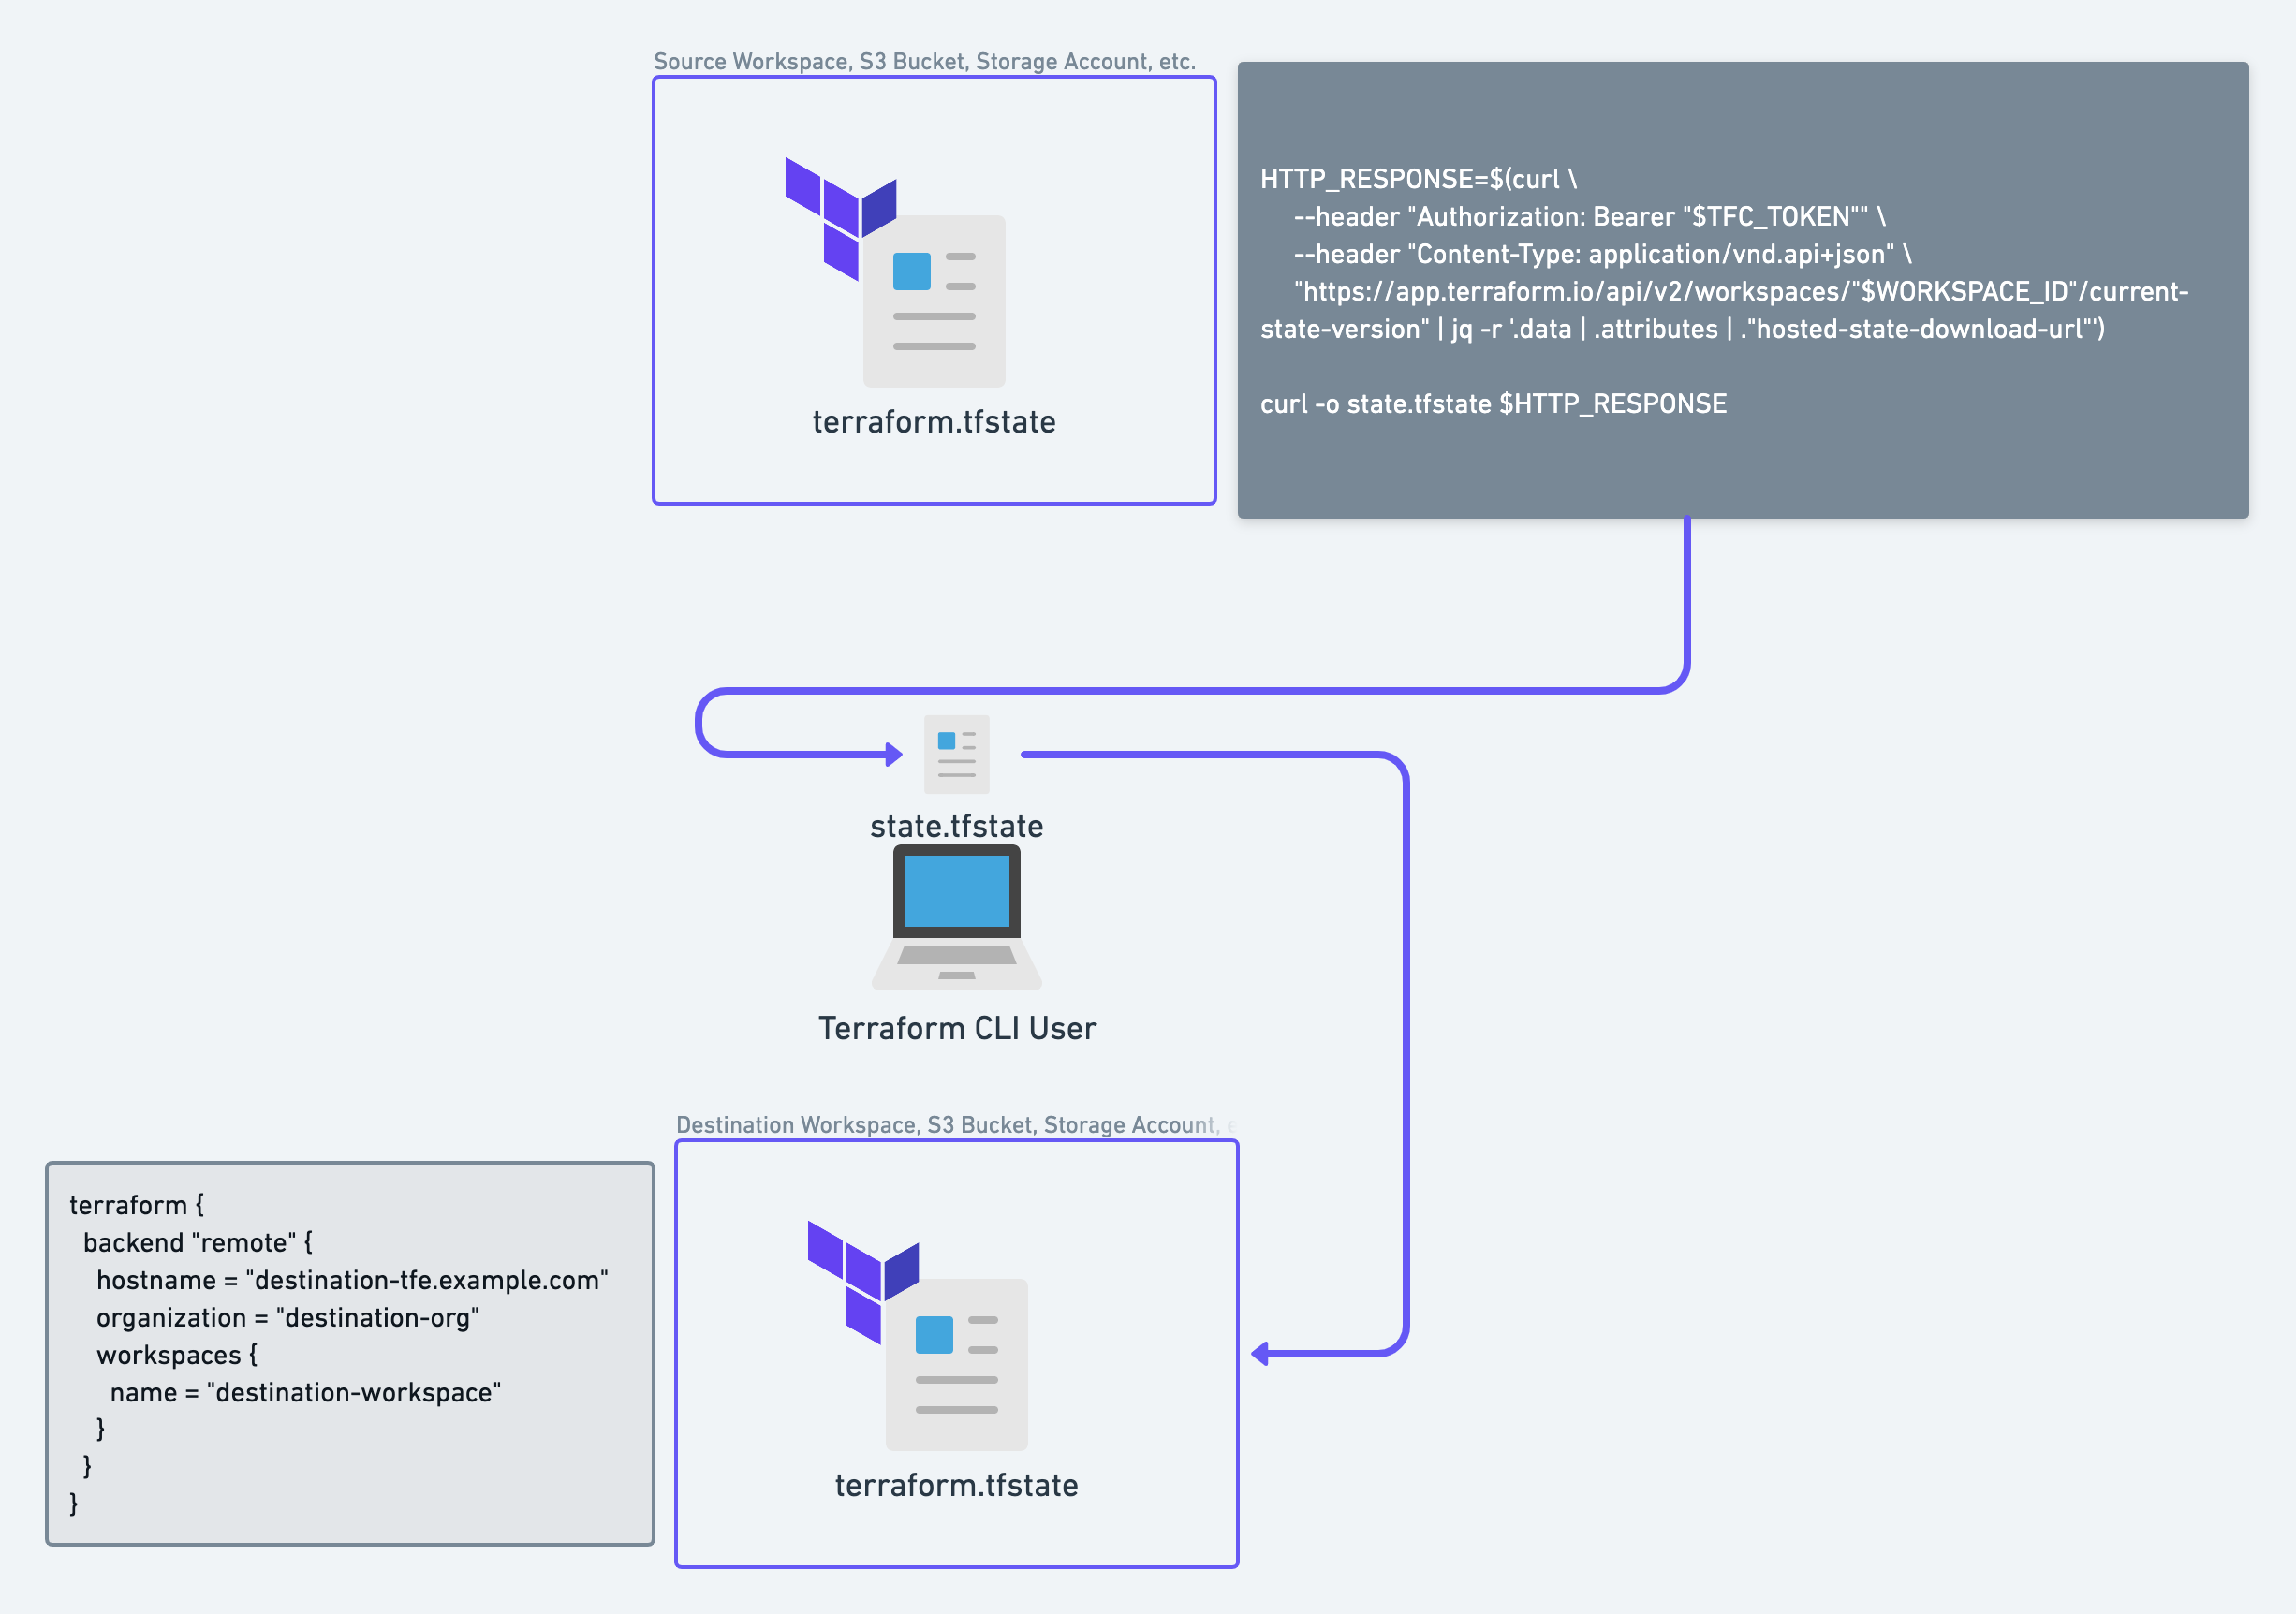 Source Workspace, S3 Bucket, Storage Account, etc.
terraform.tfstate
HTTP_RESPONSE=$(curl \
--header "Authorization: Bearer "$TFC_TOKEN"" \
--header "Content-Type: application/vnd.api+json" \
"https://app.terraform.io/api/v2/workspaces/"$WORKSPACE_ID"/current-
state-version" | jq -r '.data | .attributes | ."hosted-state-download-url"')
curl -o state.tfstate $HTTP_RESPONSE
state.tfstate
Terraform CLI User
Destination Workspace, S3 Bucket, Storage Account,
terraform {
backend "remote" {
hostname = "destination-tfe.example.com"
organization = "destination-org"
workspaces {
name = "destination-workspace"
}
}
}
terraform.tfstate